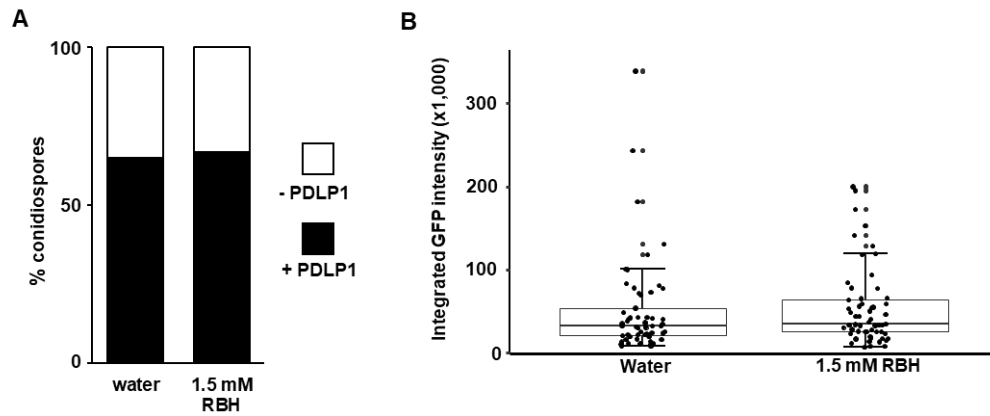 A
% conidiospores
100
50
0
water
1.5 mM
RBH
- PDLP1
+ PDLP1
B
Integrated GFP intensity (x1,000)
300
200
100
0
Water
1.5 mM RBH